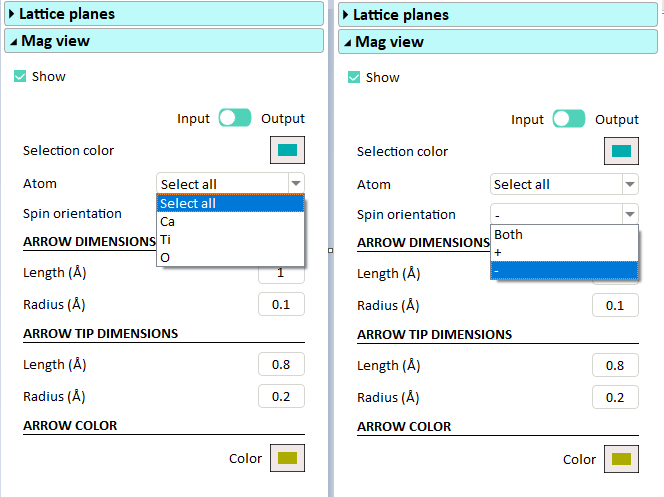 Lattice planes
Mag view
Show
Input Output
Selection color
Atom Select all
Select all
Spin orientation
Ca
Ti
O
ARROW DIMENSIONS
Length (Å) 1
Radius (Å) 0.1
ARROW TIP DIMENSIONS
Length (Å) 0.8
Radius (Å) 0.2
ARROW COLOR
Color
Lattice planes
Mag view
Show
Input Output
Selection color
Atom Select all
Spin orientation -
Both
+
-
ARROW DIMENSIONS
Length (Å)
Radius (Å) 0.1
ARROW TIP DIMENSIONS
Length (Å) 0.8
Radius (Å) 0.2
ARROW COLOR
Color